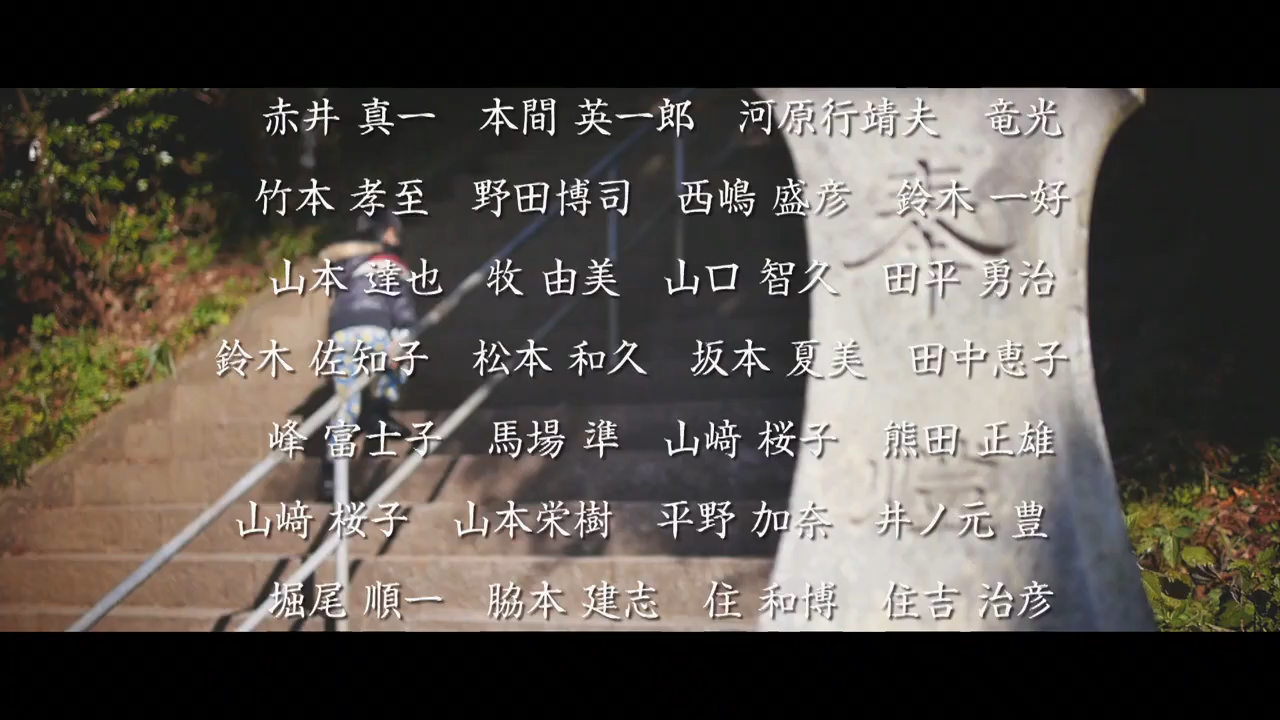 赤井 真一　本間 英一郎　河原行靖夫　竜光
竹本 孝至　野田博司　西嶋 盛彦　鈴木 一好
山本 達也　牧 由美　山口 智久　田平 勇治
鈴木 佐知子　松本 和久　坂本 夏美　田中恵子
峰 富士子　馬場 準　山﨑 桜子　熊田 正雄
山﨑 桜子　山本栄樹　平野 加奈　井ノ元 豊
堀尾 順一　脇本 建志　住 和博　住吉 治彦
奉